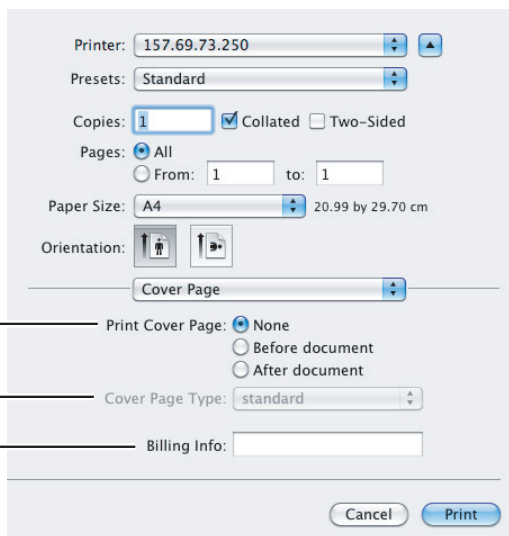 Printer: 157.69.73.250
Presets: Standard
Copies: 1 Collated Two-Sided
Pages: All
From: 1 to: 1
Paper Size: A4 20.99 by 29.70 cm
Orientation:
Cover Page
Print Cover Page: None
Before document
After document
Cover Page Type: standard
Billing Info:
Cancel Print